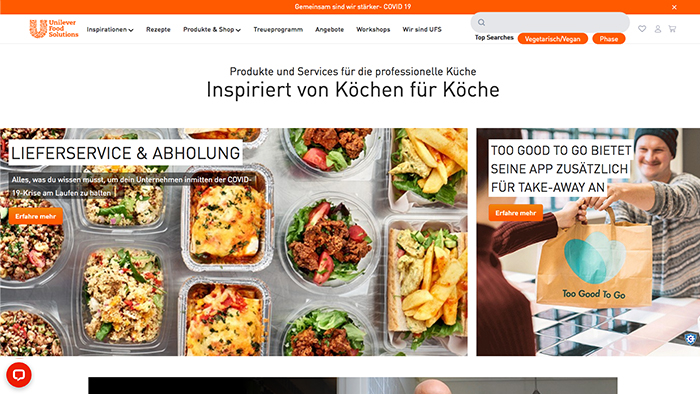 Gemeinsam sind wir stärker- COVID 19
Unilever
Food
Solutions
Inspirationen
Rezepte
Produkte & Shop
Treueprogramm
Angebote
Workshops
Wir sind UFS
Top Searches
Vegetarisch/Vegan
Phase
Produkte und Services für die professionelle Küche
Inspiriert von Köchen für Köche
LIEFERSERVICE & ABHOLUNG
Alles, was du wissen musst, um dein Unternehmen inmitten der COVID-
19-Krise am Laufen zu halten
Erfahre mehr
TOO GOOD TO GO BIETET
SEINE APP ZUSÄTZLICH
FÜR TAKE-AWAY AN
Erfahre mehr
Too Good To Go